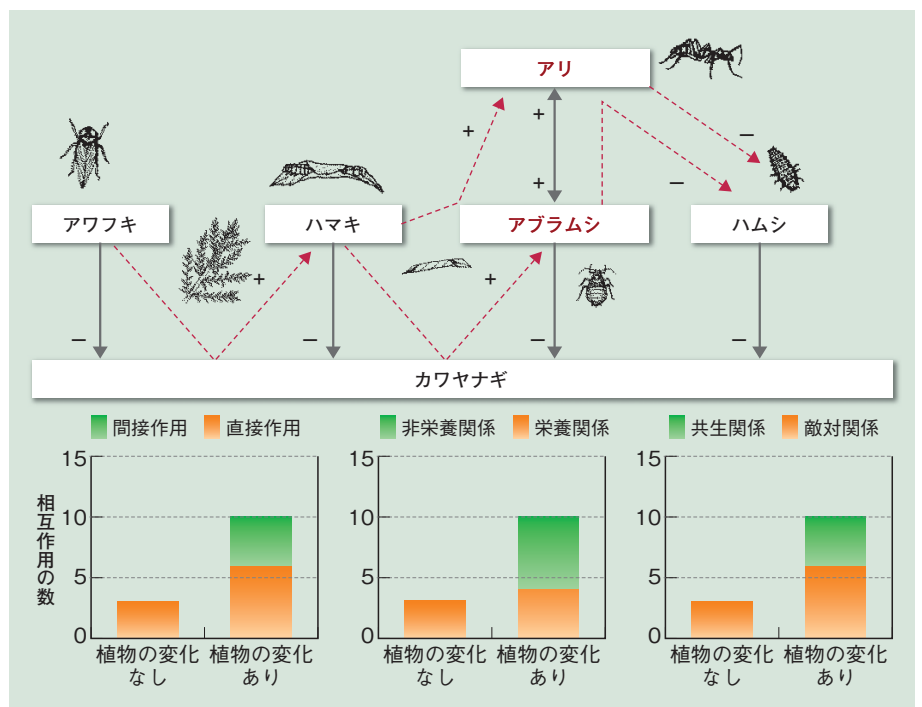 アリ
+
+
－
+
－
アワフキ
ハマキ
アブラムシ
ハムシ
+
+
－
－
－
－
カワヤナギ
間接作用 直接作用
非栄養関係 栄養関係
共生関係 敵対関係
相互作用の数
15
10
5
0
植物の変化
なし
植物の変化
あり
15
10
5
0
植物の変化
なし
植物の変化
あり
15
10
5
0
植物の変化
なし
植物の変化
あり